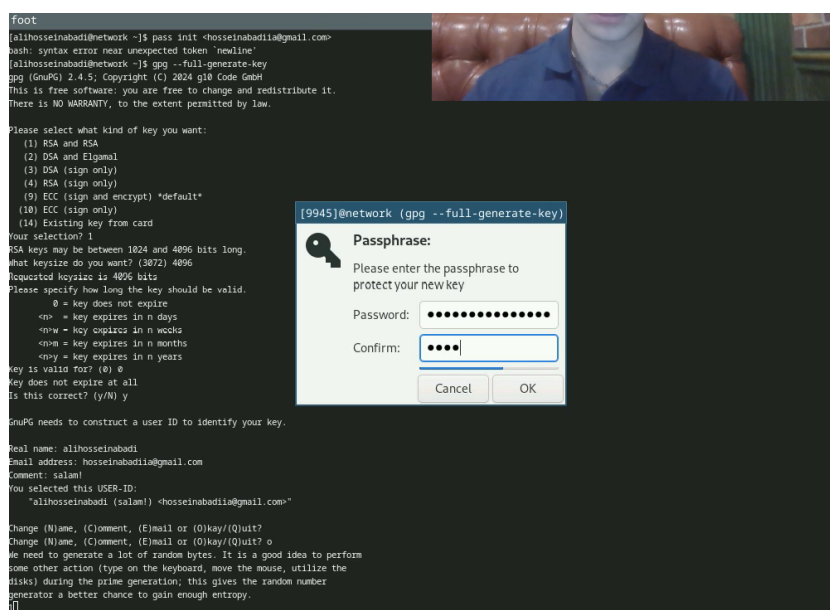 foot
[alihosseinabadi@network ~]$ pass init <hosseinabadiia@gmail.com>
bash: syntax error near unexpected token `newline'
[alihosseinabadi@network ~]$ gpg --full-generate-key
gpg (GnuPG) 2.4.5; Copyright (C) 2024 g10 Code GmbH
This is free software: you are free to change and redistribute it.
There is NO WARRANTY, to the extent permitted by law.
Please select what kind of key you want:
(1) RSA and RSA
(2) DSA and Elgamal
(3) DSA (sign only)
(4) RSA (sign only)
(9) ECC (sign and encrypt) *default*
(10) ECC (sign only)
(14) Existing key from card
Your selection? 1
RSA keys may be between 1024 and 4096 bits long.
What keysize do you want? (3072) 4096
Requested keysize is 4096 bits
Please specify how long the key should be valid.
0 = key does not expire
<n> = key expires in n days
<n>w = key expires in n weeks
<n>m = key expires in n months
<n>y = key expires in n years
Key is valid for? (0) 0
Key does not expire at all
Is this correct? (y/N) y
GnuPG needs to construct a user ID to identify your key.
Real name: alihosseinabadi
Email address: hosseinabadiia@gmail.com
Comment: salam!
You selected this USER-ID:
"alihosseinabadi (salam!) <hosseinabadiia@gmail.com>"
Change (N)ame, (C)omment, (E)mail or (O)kay/(Q)uit?
Change (N)ame, (C)omment, (E)mail or (O)kay/(Q)uit? o
We need to generate a lot of random bytes. It is a good idea to perform
some other action (type on the keyboard, move the mouse, utilize the
disks) during the prime generation; this gives the random number
generator a better chance to gain enough entropy.
[9945]@network (gpg --full-generate-key)
Passphrase:
Please enter the passphrase to
protect your new key
Password:
Confirm:
Cancel OK